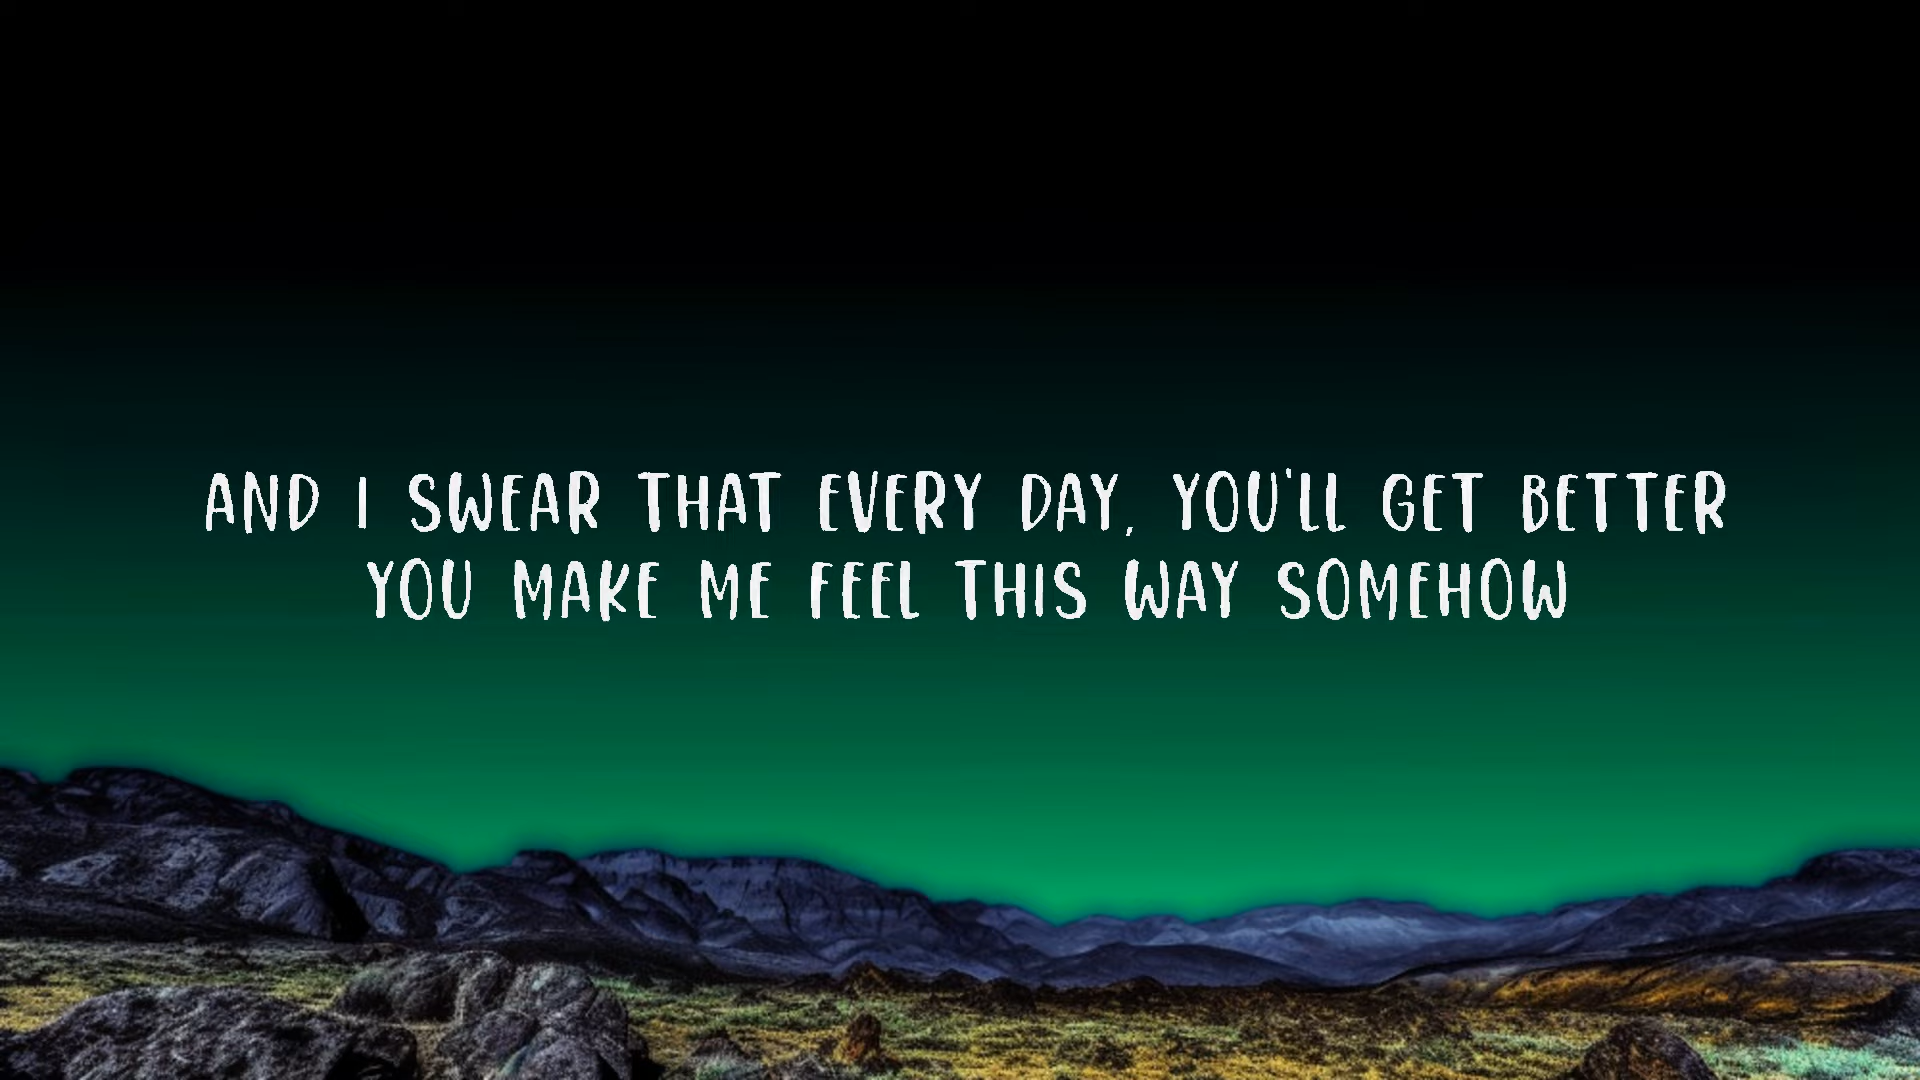 AND I SWEAR THAT EVERY DAY, YOU'LL GET BETTER
YOU MAKE ME FEEL THIS WAY SOMEHOW